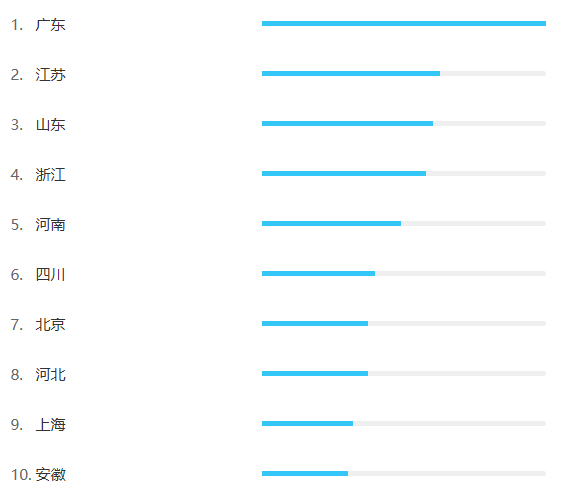 1. 广东
2. 江苏
3. 山东
4. 浙江
5. 河南
6. 四川
7. 北京
8. 河北
9. 上海
10. 安徽